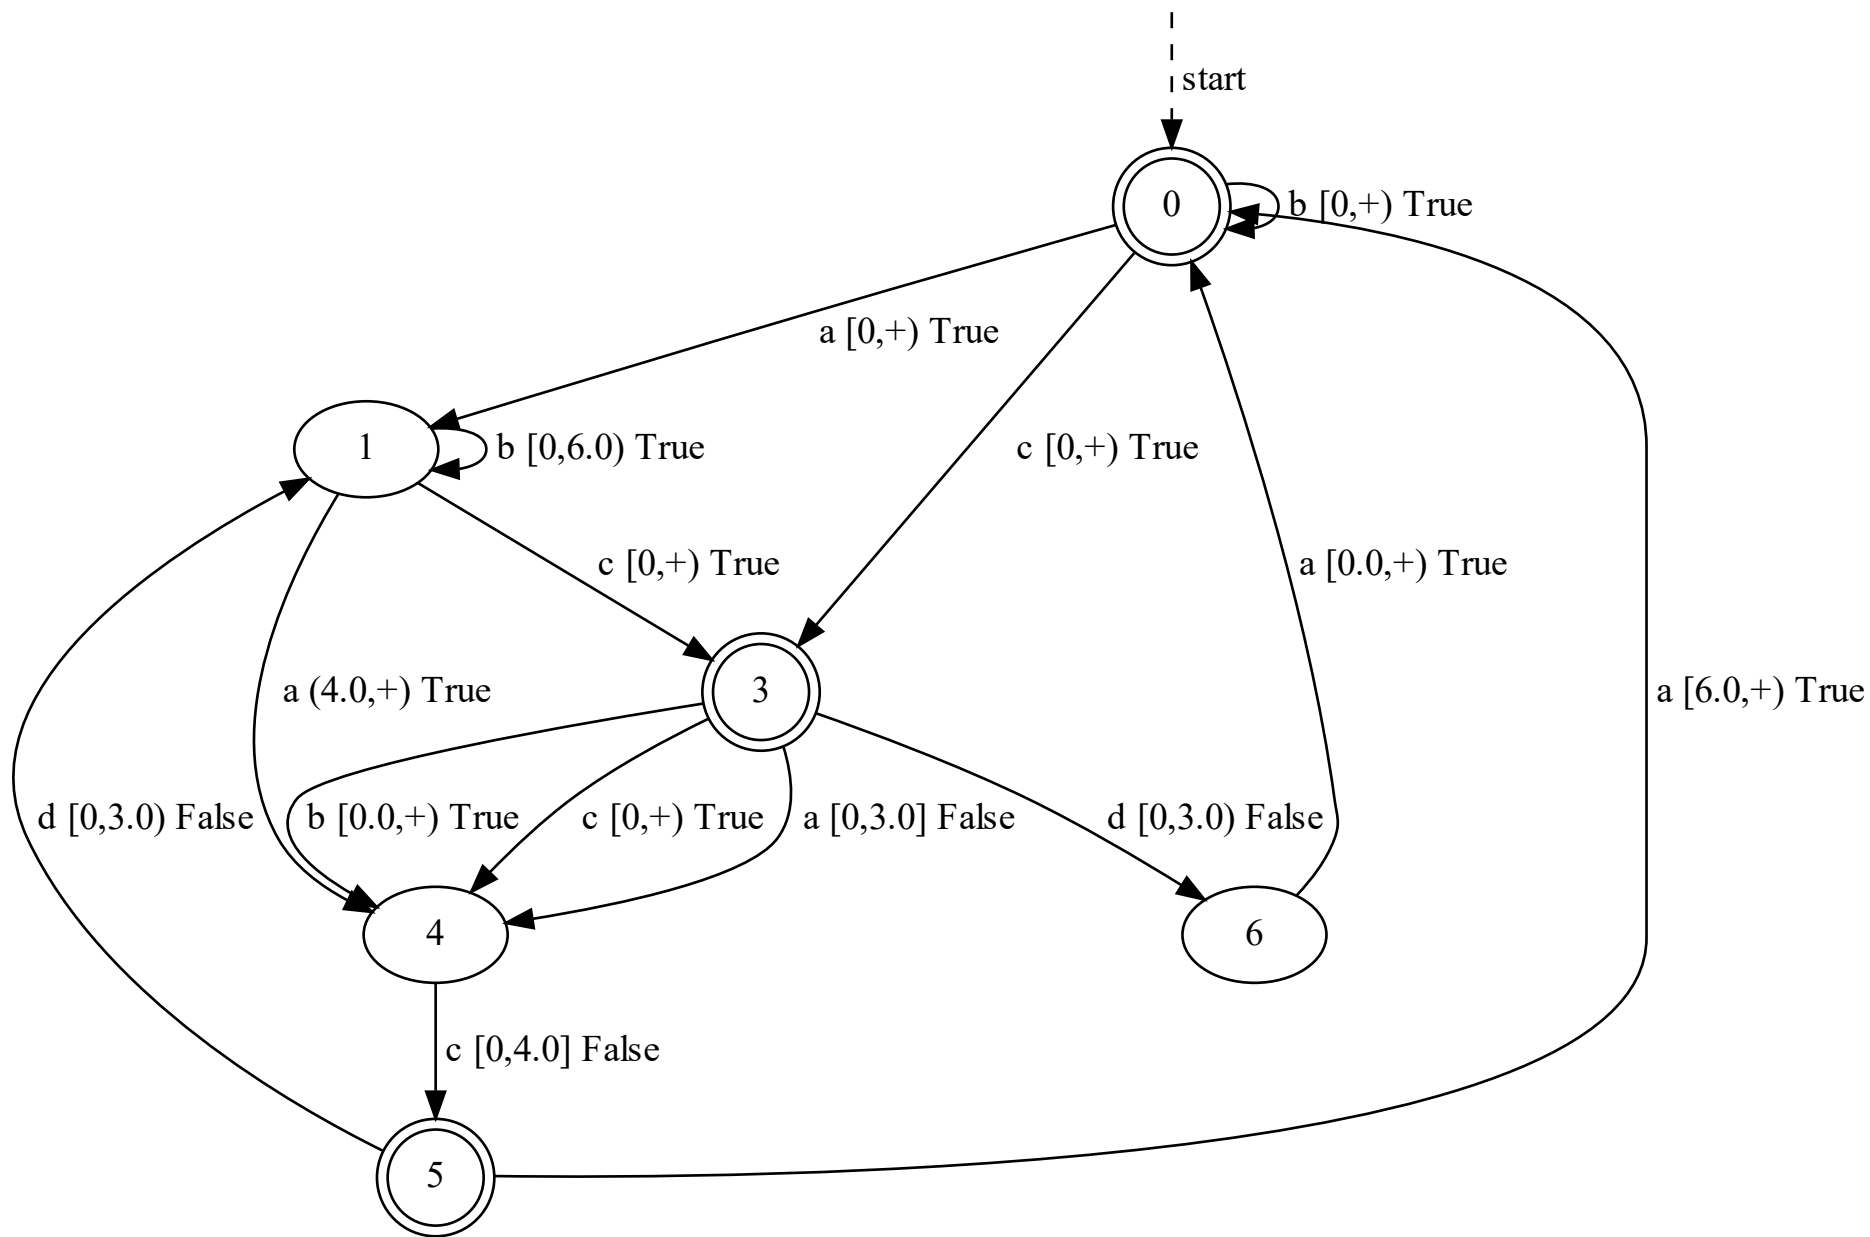 start
0
b [0,+) True
a [0,+) True
1
b [0,6.0) True
c [0,+) True
c [0,+) True
a [0.0,+) True
a (4.0,+) True
3
a [6.0,+) True
d [0,3.0) False
b [0.0,+) True
c [0,+) True
a [0,3.0] False
d [0,3.0) False
4
6
c [0,4.0] False
5